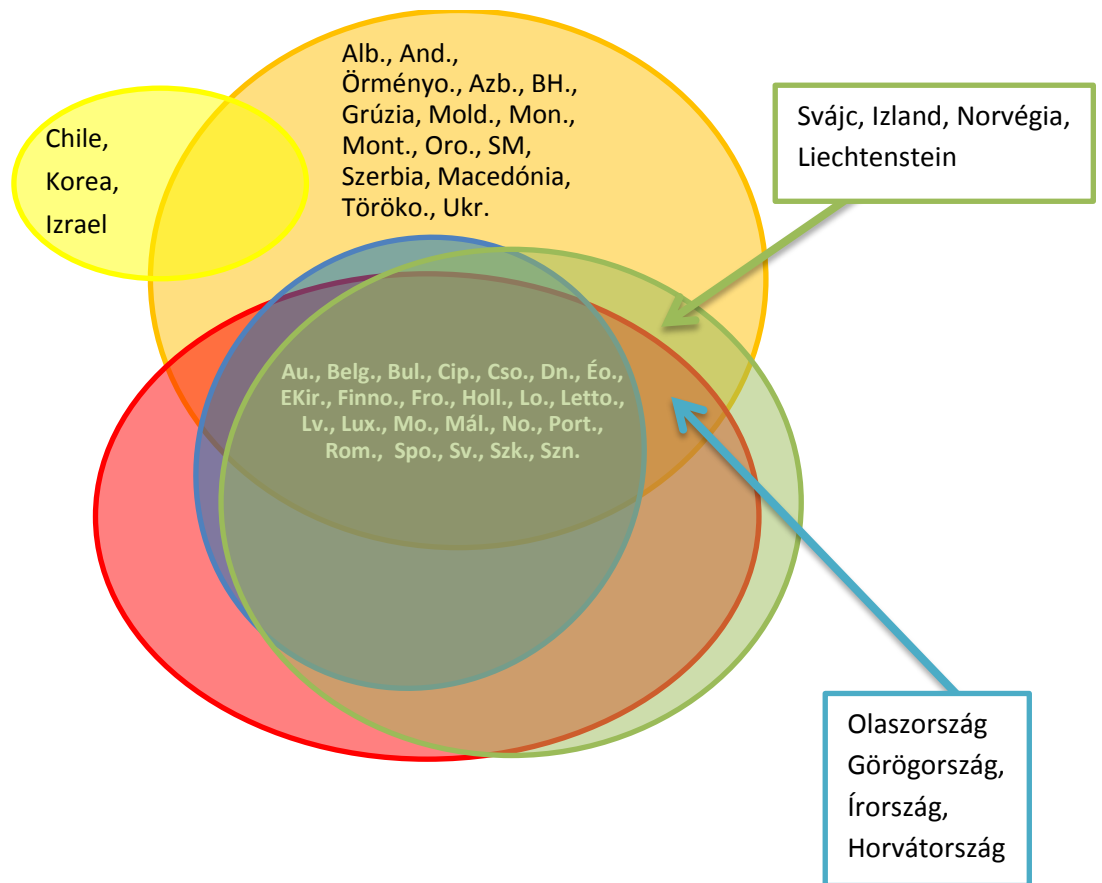 Alb., And.,
Örményo., Azb., BH.,
Grúzia, Mold., Mon.,
Mont., Oro., SM,
Szerbia, Macedónia,
Töröko., Ukr.
Chile,
Korea,
Izrael
Svájc, Izland, Norvégia,
Liechtenstein
Au., Belg., Bul., Cip., Cso., Dn., Éo.,
EKir., Finno., Fro., Holl., Lo., Letto.,
Lv., Lux., Mo., Mál., No., Port.,
Rom., Spo., Sv., Szk., Szn.
Olaszország
Görögország,
Írország,
Horvátország